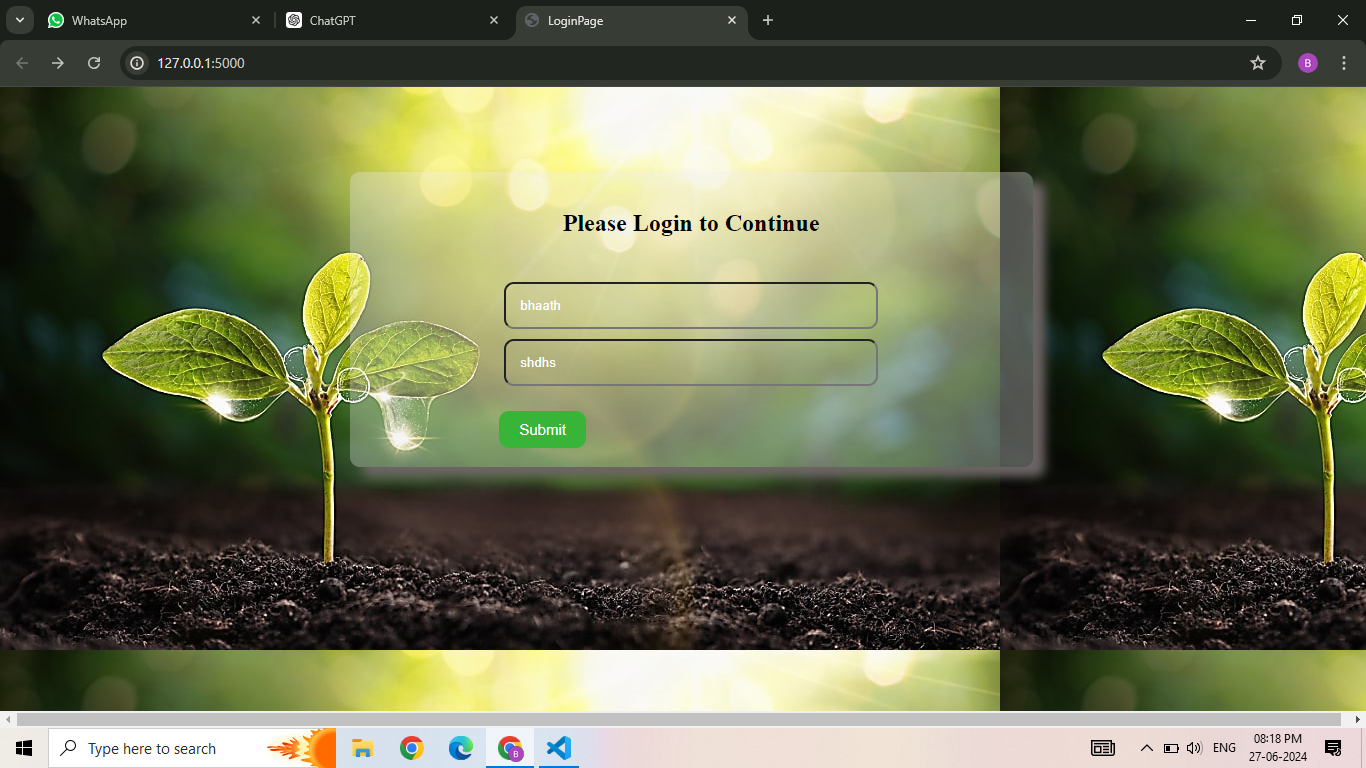 WhatsApp
ChatGPT
LoginPage
127.0.0.1:5000
B
Please Login to Continue
bhaath
shdhs
Submit
Type here to search
B
ENG
08:18 PM
27-06-2024